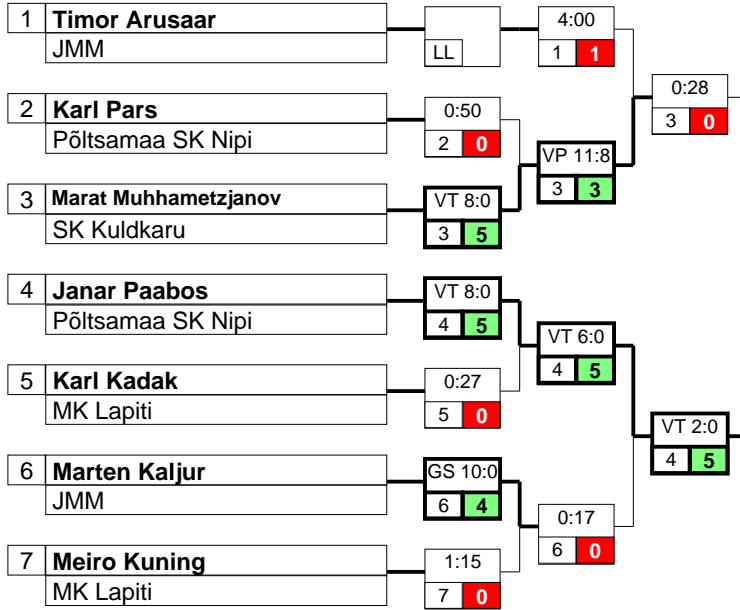 1 Timor Arusaar
JMM
LL
4:00
1 1
0:28
3 0
2 Karl Pars
Põltsamaa SK Nipi
0:50
2 0
VP 11:8
3 3
3 Marat Muhhametzjanov
SK Kuldkaru
VT 8:0
3 5
4 Janar Paabos
Põltsamaa SK Nipi
VT 8:0
4 5
VT 6:0
4 5
5 Karl Kadak
MK Lapiti
0:27
5 0
VT 2:0
4 5
6 Marten Kaljur
JMM
GS 10:0
6 4
0:17
6 0
7 Meiro Kuning
MK Lapiti
1:15
7 0